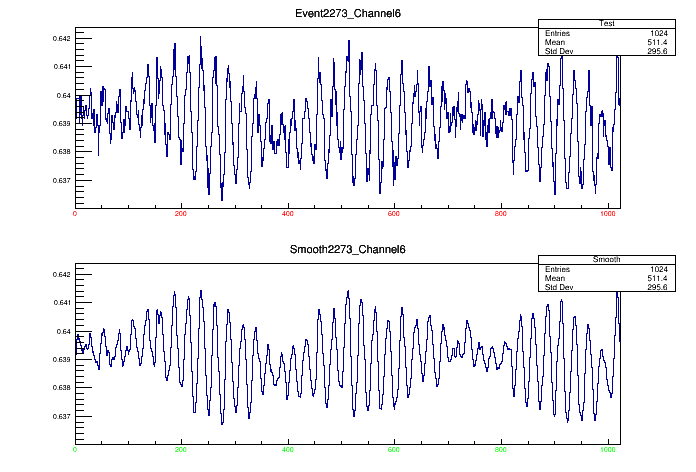 Event2273_Channel6
Test
Entries 1024
Mean 511.4
Std Dev 295.6
0.642
0.641
0.64
0.639
0.638
0.637
0 200 400 600 800 1000
Smooth2273_Channel6
Smooth
Entries 1024
Mean 511.4
Std Dev 295.6
0.642
0.641
0.64
0.639
0.638
0.637
0 200 400 600 800 1000